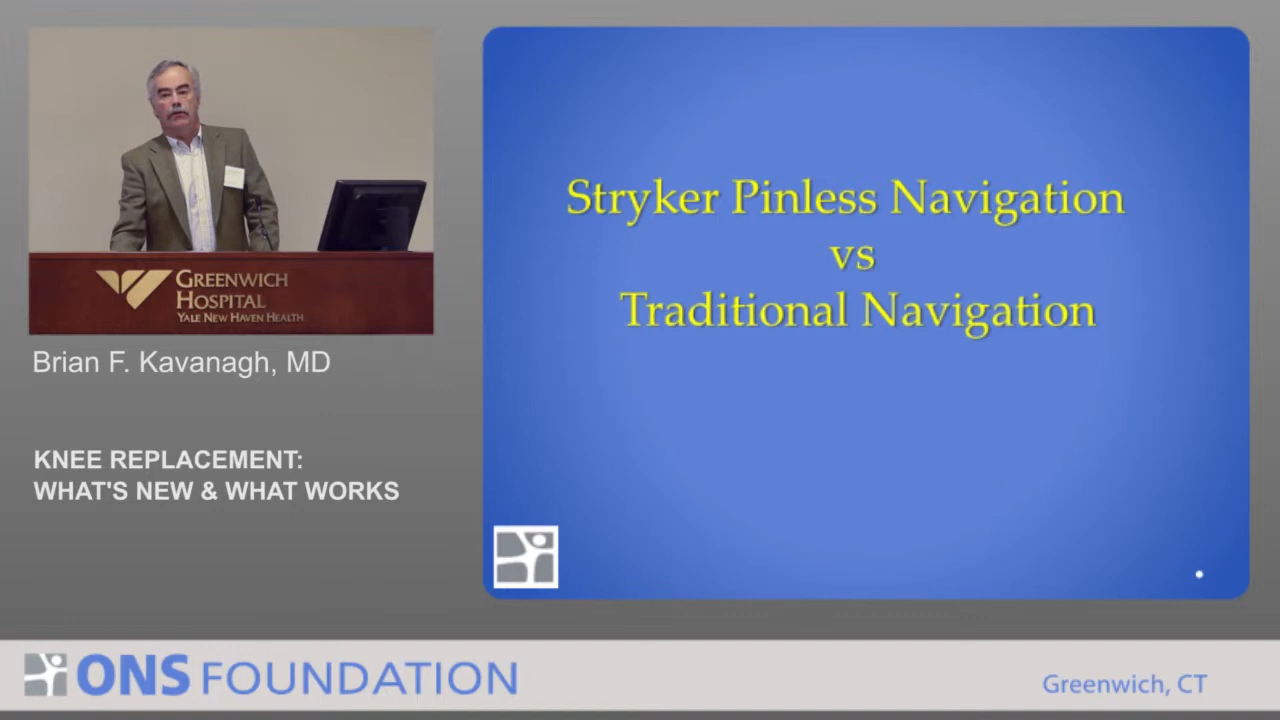 GREENWICH
HOSPITAL
YALE NEW HAVEN HEALTH
Brian F. Kavanagh, MD
KNEE REPLACEMENT:
WHAT'S NEW & WHAT WORKS
Stryker Pinless Navigation
vs
Traditional Navigation
ONS FOUNDATION
Greenwich, CT